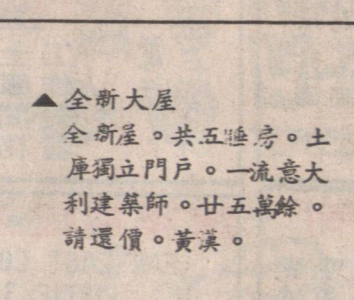 ▲全新大屋
全新屋。共五睡房。土
庫獨立門戶。一流意大
利建築師。廿五萬餘。
請還價。黃漢。